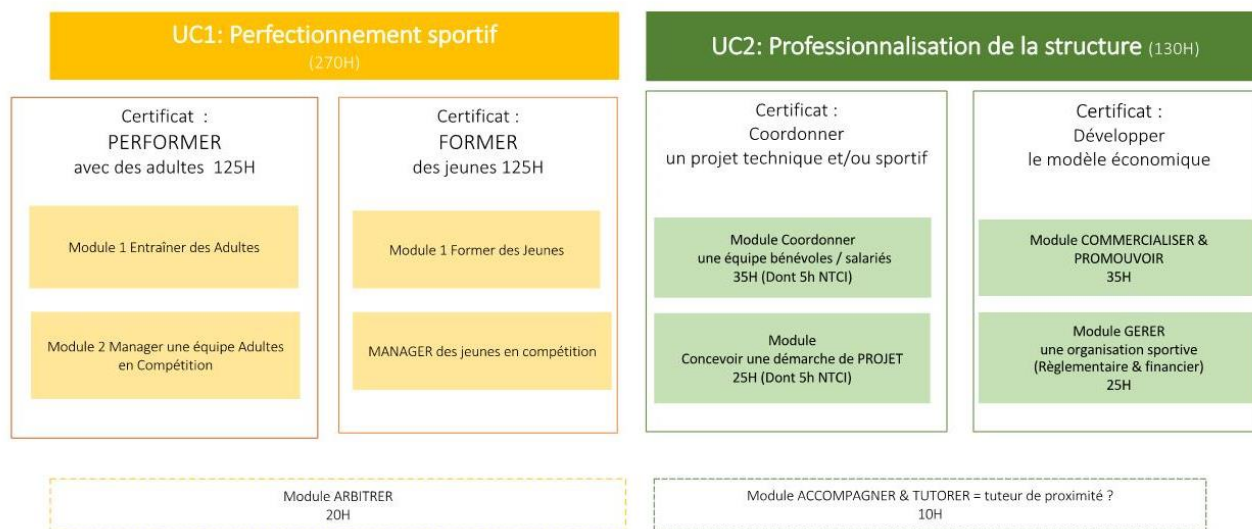 UC1: Perfectionnement sportif
(270H)
UC2: Professionnalisation de la structure (130H)
Certificat :
PERFORMER
avec des adultes 125H
Module 1 Entraîner des Adultes
Module 2 Manager une équipe Adultes
en Compétition
Certificat :
FORMER
des jeunes 125H
Module 1 Former des Jeunes
MANAGER des jeunes en compétition
Certificat :
Coordonner
un projet technique et/ou sportif
Module Coordonner
une équipe bénévoles / salariés
35H (Dont 5h NTCI)
Module
Concevoir une démarche de PROJET
25H (Dont 5h NTCI)
Certificat :
Développer
le modèle économique
Module COMMERCIALISER &
PROMOUVOIR
35H
Module GERER
une organisation sportive
(Règlementaire & financier)
25H
Module ARBITRER
20H
Module ACCOMPAGNER & TUTORER = tuteur de proximité ?
10H